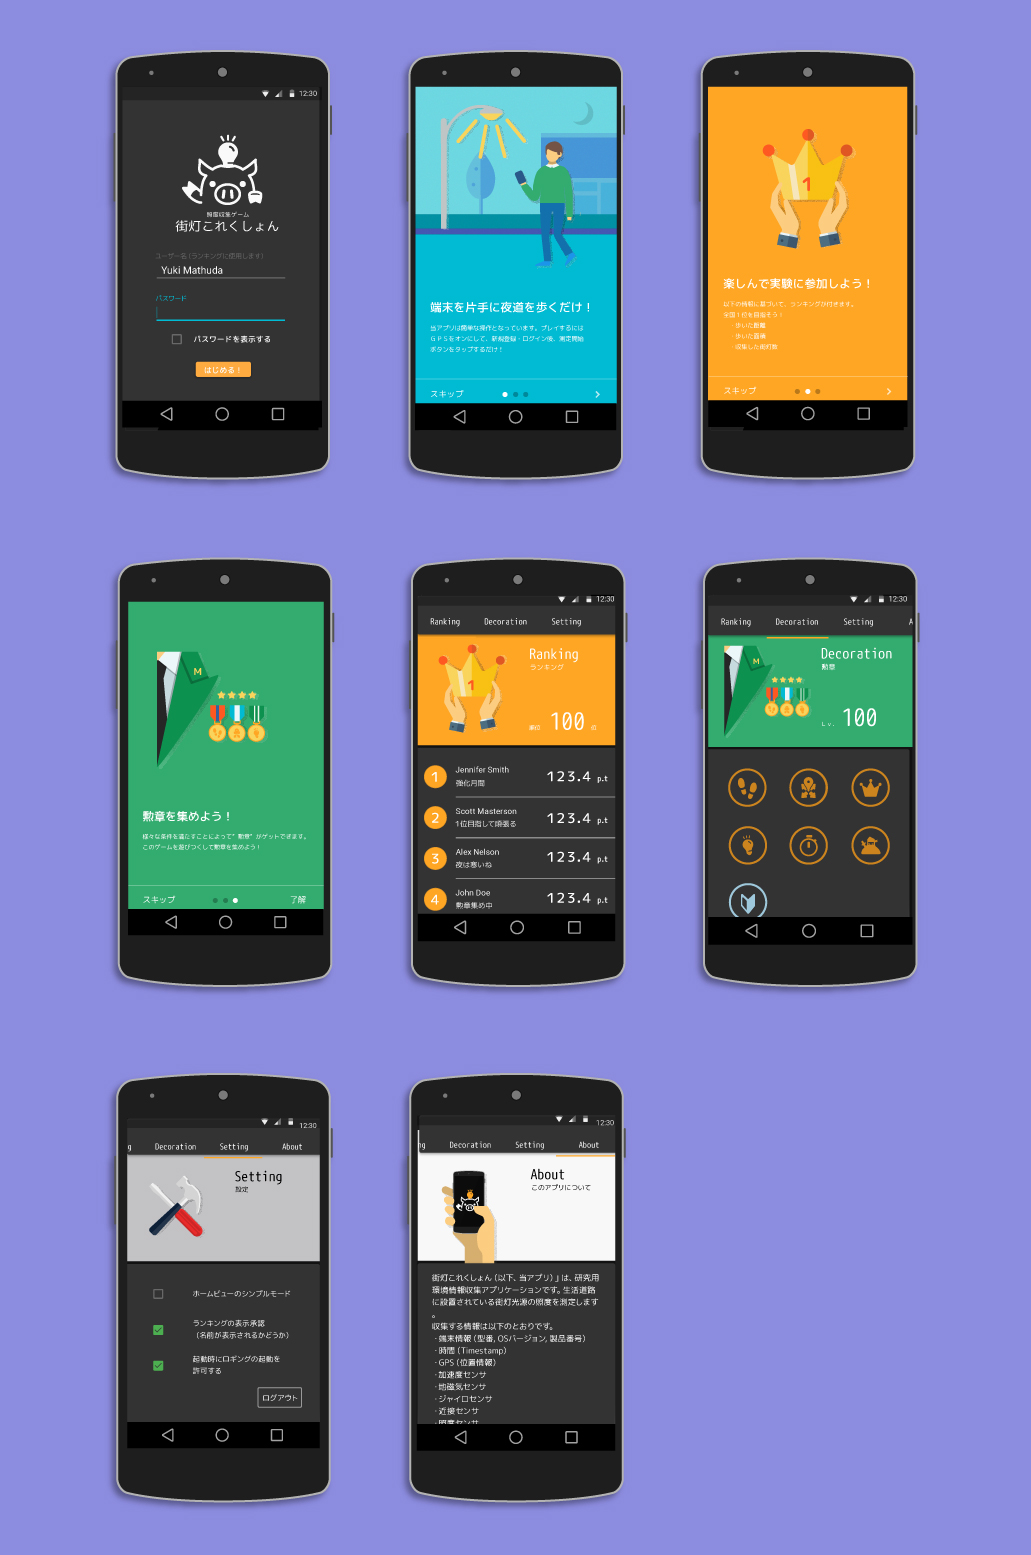 12:30
照度収集ゲーム
街灯これくしょん
ユーザー名(ランキングに使用します)
Yuki Mathuda
パスワード
パスワードを表示する
はじめる！
端末を片手に夜道を歩くだけ！
当アプリは簡単な操作となっています。プレイするには
ＧＰＳをオンにして、新規登録・ログイン後、測定開始
ボタンをタップするだけ！
スキップ
1
楽しんで実験に参加しよう！
以下の情報に基づいて、ランキングが付きます。
全国１位を目指そう！
・歩いた距離
・歩いた面積
・収集した街灯数
スキップ
M
勲章を集めよう！
様々な条件を満たすことによって"勲章"がゲットできます。
このゲームを遊びつくして勲章を集めよう！
スキップ
了解
12:30
Ranking Decoration Setting
1
Ranking
ランキング
順位 100 位
1 Jennifer Smith 123.4 p.t
強化月間
2 Scott Masterson 123.4 p.t
1位目指して頑張る
3 Alex Nelson 123.4 p.t
夜は寒いね
4 John Doe 123.4 p.t
勲章集め中
12:30
Ranking Decoration Setting A
M
Decoration
勲章
Lv. 100
12:30
g Decoration Setting About
Setting
設定
ホームビューのシンプルモード
ランキングの表示承諾
(名前が表示されるかどうか)
起動時にロギングの起動を
許可する
ログアウト
12:30
ng Decoration Setting About
About
このアプリについて
街灯これくしょん(以下、当アプリ)」は、研究用
環境情報収集アプリケーションです。生活道路
に設置されている街灯光源の照度を測定します
。
収集する情報は以下のとおりです。
・端末情報(型番, OSバージョン, 製品番号)
・時間(Timestamp)
・GPS(位置情報)
・加速度センサ
・地磁気センサ
・ジャイロセンサ
・近接センサ
・照度センサ